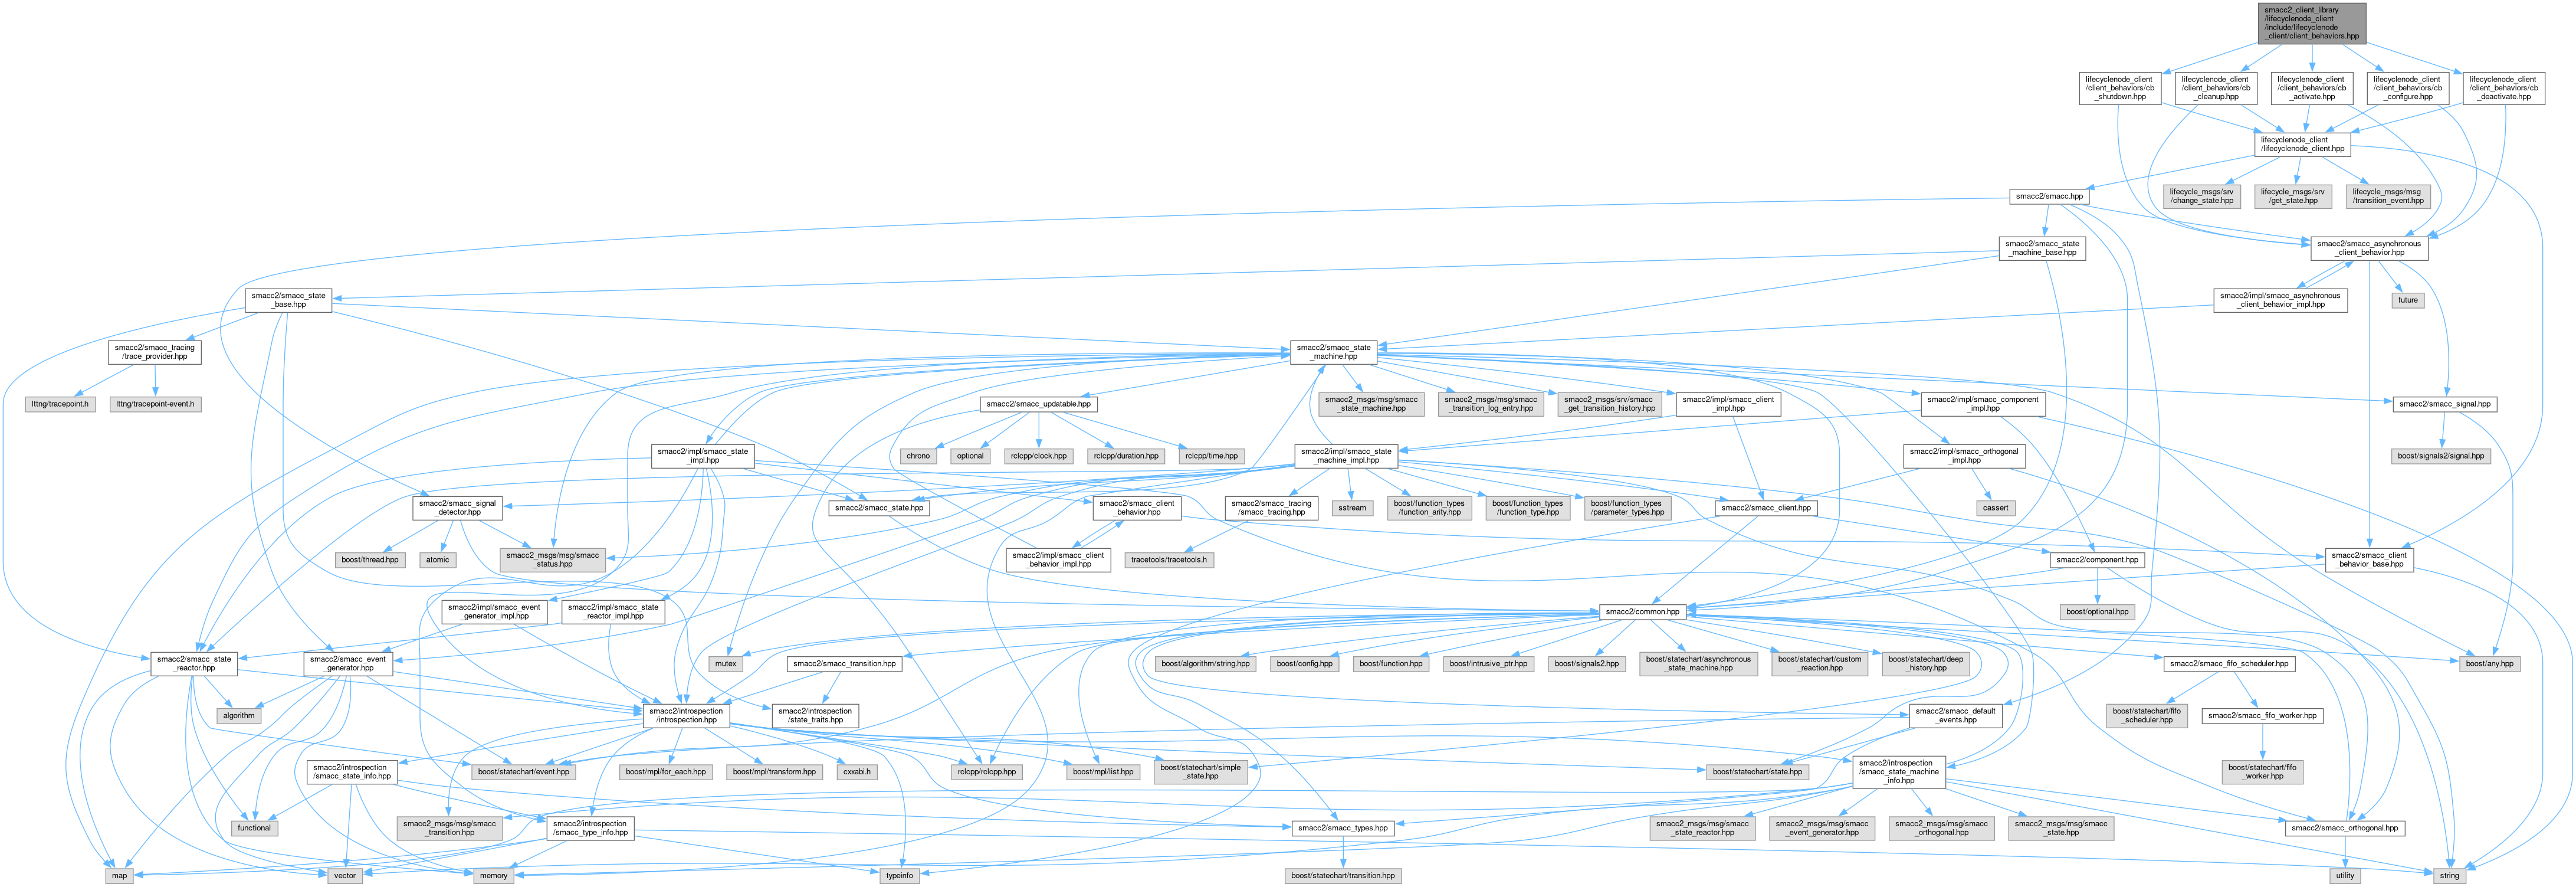 smacc2_client_library
/lifecyclenode_client
/include/lifecyclenode
_client/client_behaviors.hpp
lifecyclenode_client
/client_behaviors/cb
_shutdown.hpp
lifecyclenode_client
/client_behaviors/cb
_cleanup.hpp
lifecyclenode_client
/client_behaviors/cb
_activate.hpp
lifecyclenode_client
/client_behaviors/cb
_configure.hpp
lifecyclenode_client
/client_behaviors/cb
_deactivate.hpp
lifecyclenode_client
/lifecyclenode_client.hpp
smacc2/smacc.hpp
lifecycle_msgs/srv
/change_state.hpp
lifecycle_msgs/srv
/get_state.hpp
lifecycle_msgs/msg
/transition_event.hpp
smacc2/smacc_state
_machine_base.hpp
smacc2/smacc_asynchronous
_client_behavior.hpp
smacc2/smacc_state
_base.hpp
smacc2/impl/smacc_asynchronous
_client_behavior_impl.hpp
future
smacc2/smacc_tracing
/trace_provider.hpp
smacc2/smacc_state
_machine.hpp
lttng/tracepoint.h
lttng/tracepoint-event.h
smacc2/smacc_updatable.hpp
smacc2_msgs/msg/smacc
_state_machine.hpp
smacc2_msgs/msg/smacc
_transition_log_entry.hpp
smacc2_msgs/srv/smacc
_get_transition_history.hpp
smacc2/impl/smacc_client
_impl.hpp
smacc2/impl/smacc_component
_impl.hpp
smacc2/smacc_signal.hpp
smacc2/impl/smacc_state
_impl.hpp
chrono
optional
rclcpp/clock.hpp
rclcpp/duration.hpp
rclcpp/time.hpp
smacc2/impl/smacc_state
_machine_impl.hpp
smacc2/impl/smacc_orthogonal
_impl.hpp
boost/signals2/signal.hpp
smacc2/smacc_signal
_detector.hpp
smacc2/smacc_state.hpp
smacc2/smacc_client
_behavior.hpp
smacc2/smacc_tracing
/smacc_tracing.hpp
sstream
boost/function_types
/function_arity.hpp
boost/function_types
/function_type.hpp
boost/function_types
/parameter_types.hpp
smacc2/smacc_client.hpp
cassert
boost/thread.hpp
atomic
smacc2_msgs/msg/smacc
_status.hpp
smacc2/impl/smacc_client
_behavior_impl.hpp
tracetools/tracetools.h
smacc2/component.hpp
smacc2/smacc_client
_behavior_base.hpp
smacc2/impl/smacc_event
_generator_impl.hpp
smacc2/impl/smacc_state
_reactor_impl.hpp
smacc2/common.hpp
boost/optional.hpp
smacc2/smacc_state
_reactor.hpp
smacc2/smacc_event
_generator.hpp
mutex
smacc2/smacc_transition.hpp
boost/algorithm/string.hpp
boost/config.hpp
boost/function.hpp
boost/intrusive_ptr.hpp
boost/signals2.hpp
boost/statechart/asynchronous
_state_machine.hpp
boost/statechart/custom
_reaction.hpp
boost/statechart/deep
_history.hpp
smacc2/smacc_fifo_scheduler.hpp
boost/any.hpp
algorithm
smacc2/introspection
/introspection.hpp
smacc2/introspection
/state_traits.hpp
smacc2/smacc_default
_events.hpp
boost/statechart/fifo
_scheduler.hpp
smacc2/smacc_fifo_worker.hpp
smacc2/introspection
/smacc_state_info.hpp
boost/statechart/event.hpp
boost/mpl/for_each.hpp
boost/mpl/transform.hpp
cxxabi.h
rclcpp/rclcpp.hpp
boost/mpl/list.hpp
boost/statechart/simple
_state.hpp
boost/statechart/state.hpp
smacc2/introspection
/smacc_state_machine
_info.hpp
boost/statechart/fifo
_worker.hpp
functional
smacc2_msgs/msg/smacc
_transition.hpp
smacc2/introspection
/smacc_type_info.hpp
smacc2/smacc_types.hpp
smacc2_msgs/msg/smacc
_state_reactor.hpp
smacc2_msgs/msg/smacc
_event_generator.hpp
smacc2_msgs/msg/smacc
_orthogonal.hpp
smacc2_msgs/msg/smacc
_state.hpp
smacc2/smacc_orthogonal.hpp
map
vector
memory
typeinfo
boost/statechart/transition.hpp
utility
string